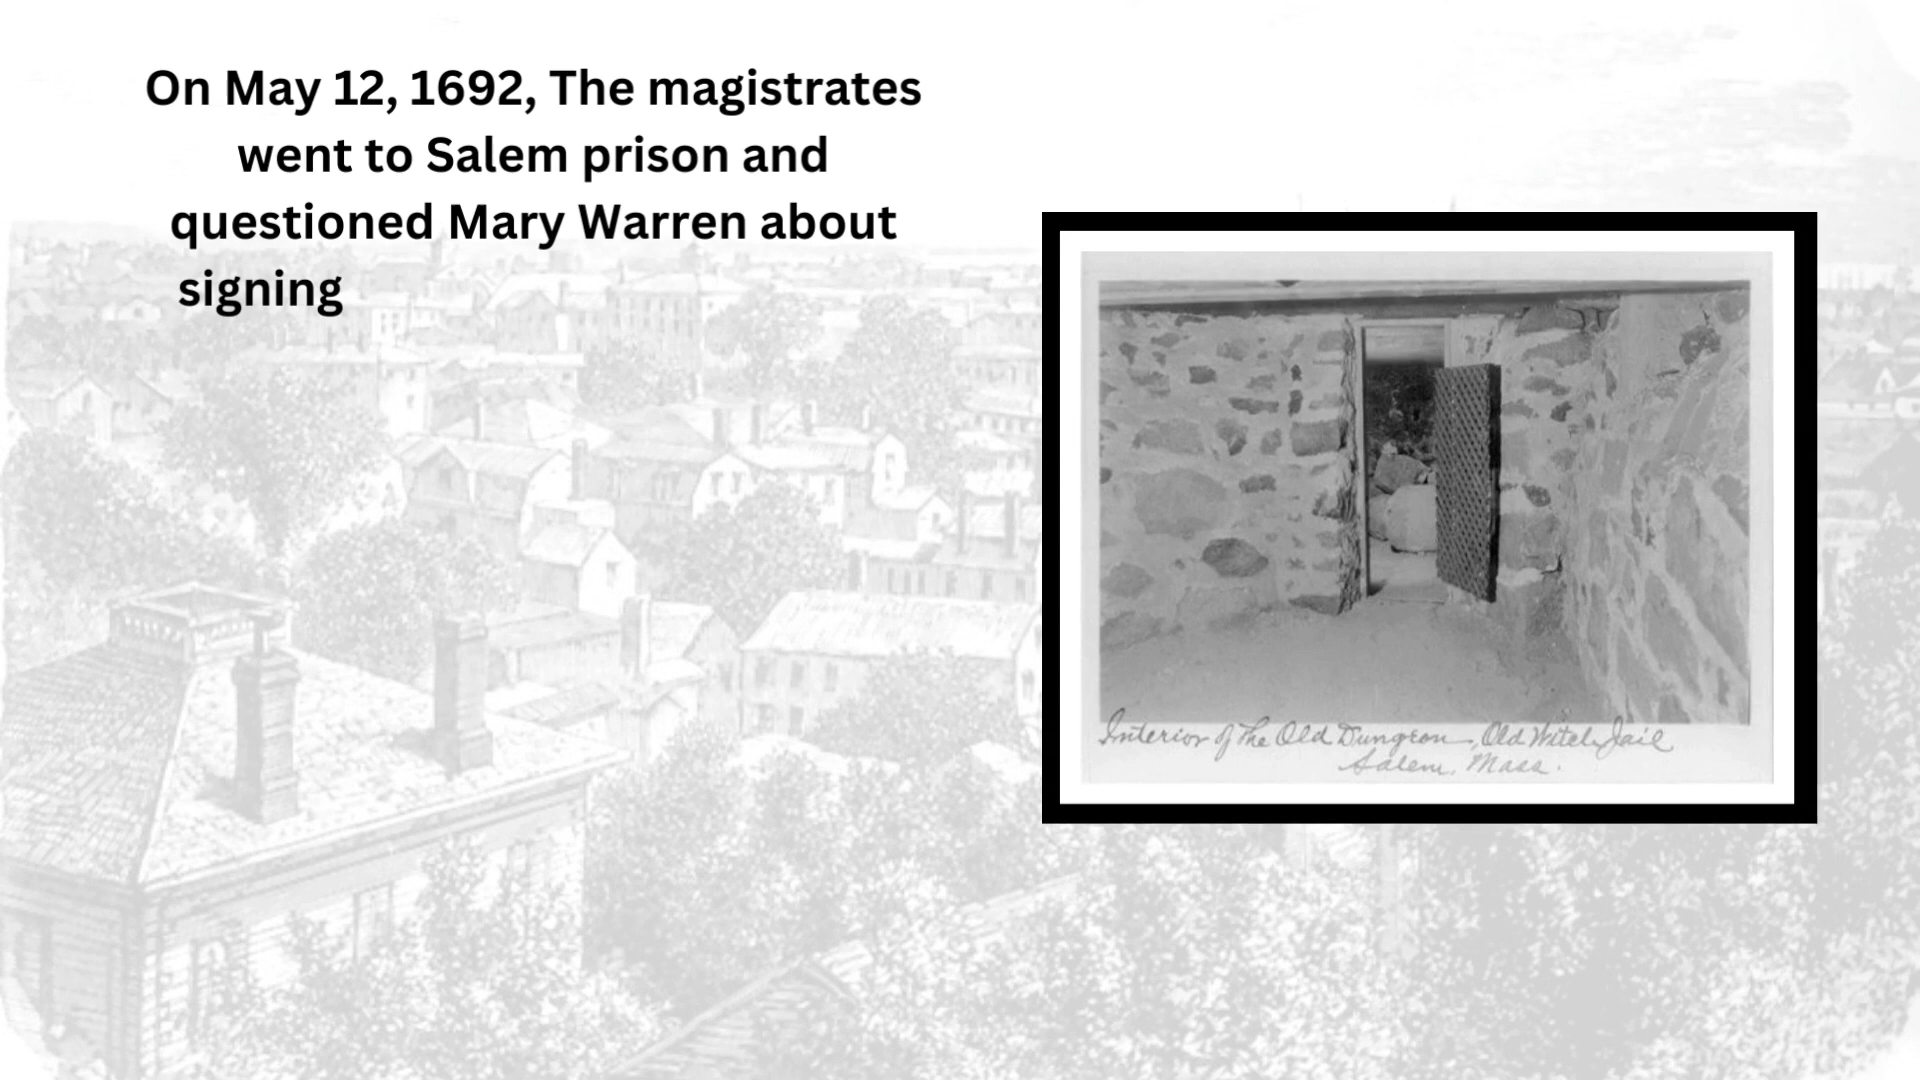 On May 12, 1692, The magistrates
went to Salem prison and
questioned Mary Warren about
signing
Interior of the Old Dungeon, Old Witch Jail
Salem, Mass.